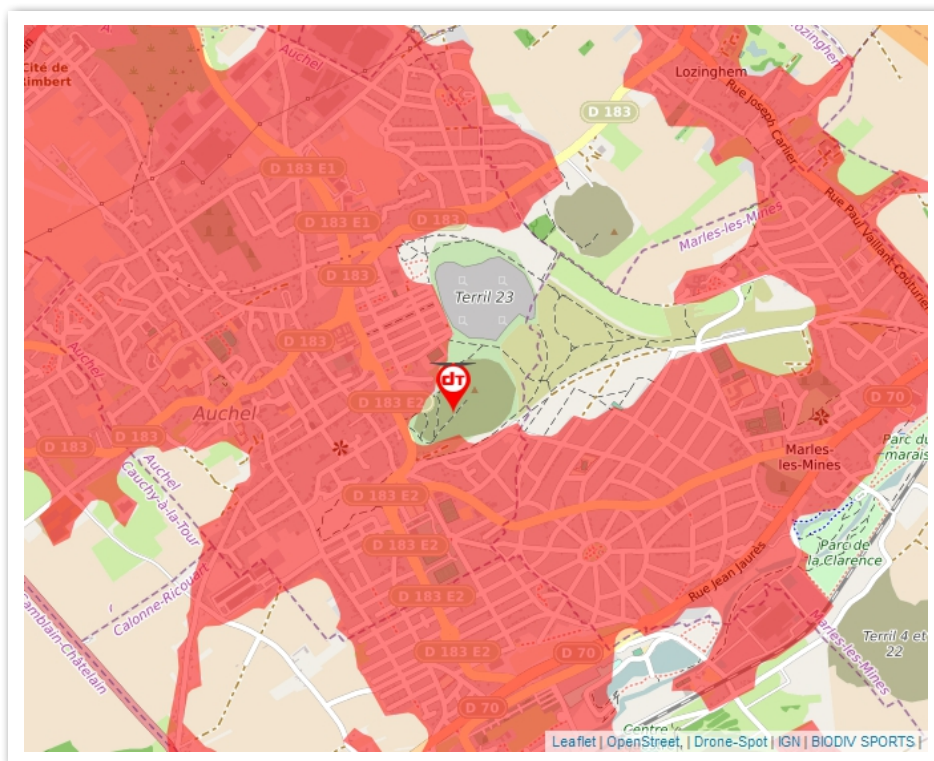 A.
Auchel
Lozinghem
Cité de
Rimbert
Lozinghem
Rue Joseph Carlier
D 183
D 183 E1
Rue Paul Vaillant Couturier
D 183 E1
D 183
Marles-les-Mines
D 183
Terril 23
D 183
Auchel
D 183 E2
Auchel
D 70
D 183
D 183
Marles-
les-Mines
Parc du
marais
Auchel
Cauchy-à-la-Tour
D 183 E2
D 183 E2
Parc de
la Clarence
Rue Jean Jaurès
Calonne-Ricouart
D 183 E2
Camblain-Châtelain
Marles-les-Mines
Terril 4 et
22
D 183 E2
D 70
D 70
Centre
Leaflet | OpenStreet, | Drone-Spot | IGN | BIODIV SPORTS |
dT